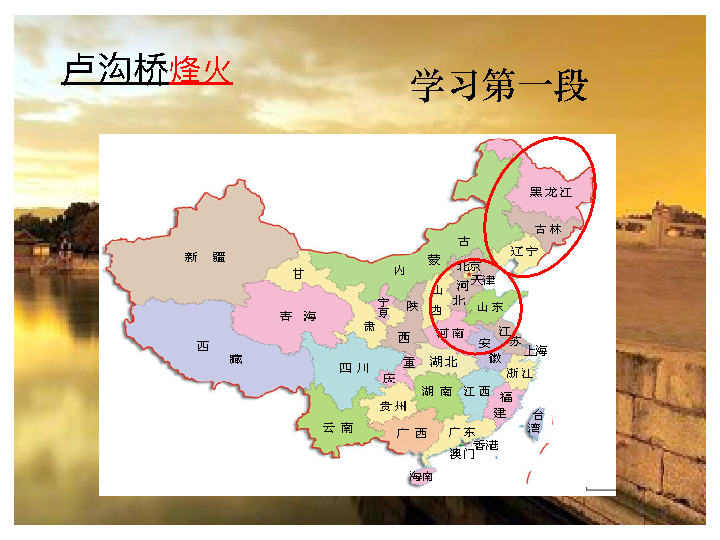 卢沟桥烽火
学习第一段
黑龙江
吉林
辽宁
古
蒙
内
新 疆
甘
肃
北京
天津
河
北
山
西
山东
宁
夏
陕
西
青 海
河南
江
苏
安
徽
上海
西
藏
四川
重
庆
湖北
浙江
湖南
江西
福
建
贵州
云南
广西
广东
台
湾
香港
澳门
海南